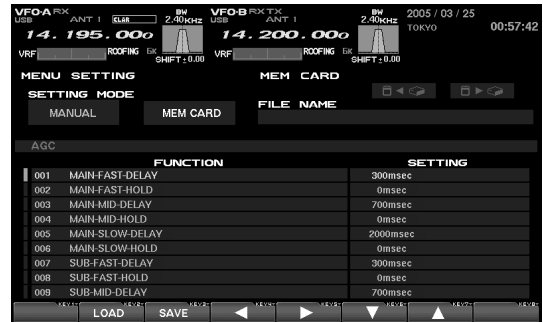 VFO-A RX
USB ANT 1 CLAR BW 2.40KHz
14.195.000
VRF ROOFING 6K SHIFT±0.00
VFO-B RX TX
USB ANT 1 BW 2.40KHz
14.200.000
VRF ROOFING 6K SHIFT±0.00
2005 / 03 / 25
TOKYO 00:57:42
MENU SETTING MEM CARD
SETTING MODE
MANUAL MEM CARD
FILE NAME
AGC
FUNCTION SETTING
001 MAIN-FAST-DELAY 300msec
002 MAIN-FAST-HOLD 0msec
003 MAIN-MID-DELAY 700msec
004 MAIN-MID-HOLD 0msec
005 MAIN-SLOW-DELAY 2000msec
006 MAIN-SLOW-HOLD 0msec
007 SUB-FAST-DELAY 300msec
008 SUB-FAST-HOLD 0msec
009 SUB-MID-DELAY 700msec
LOAD SAVE